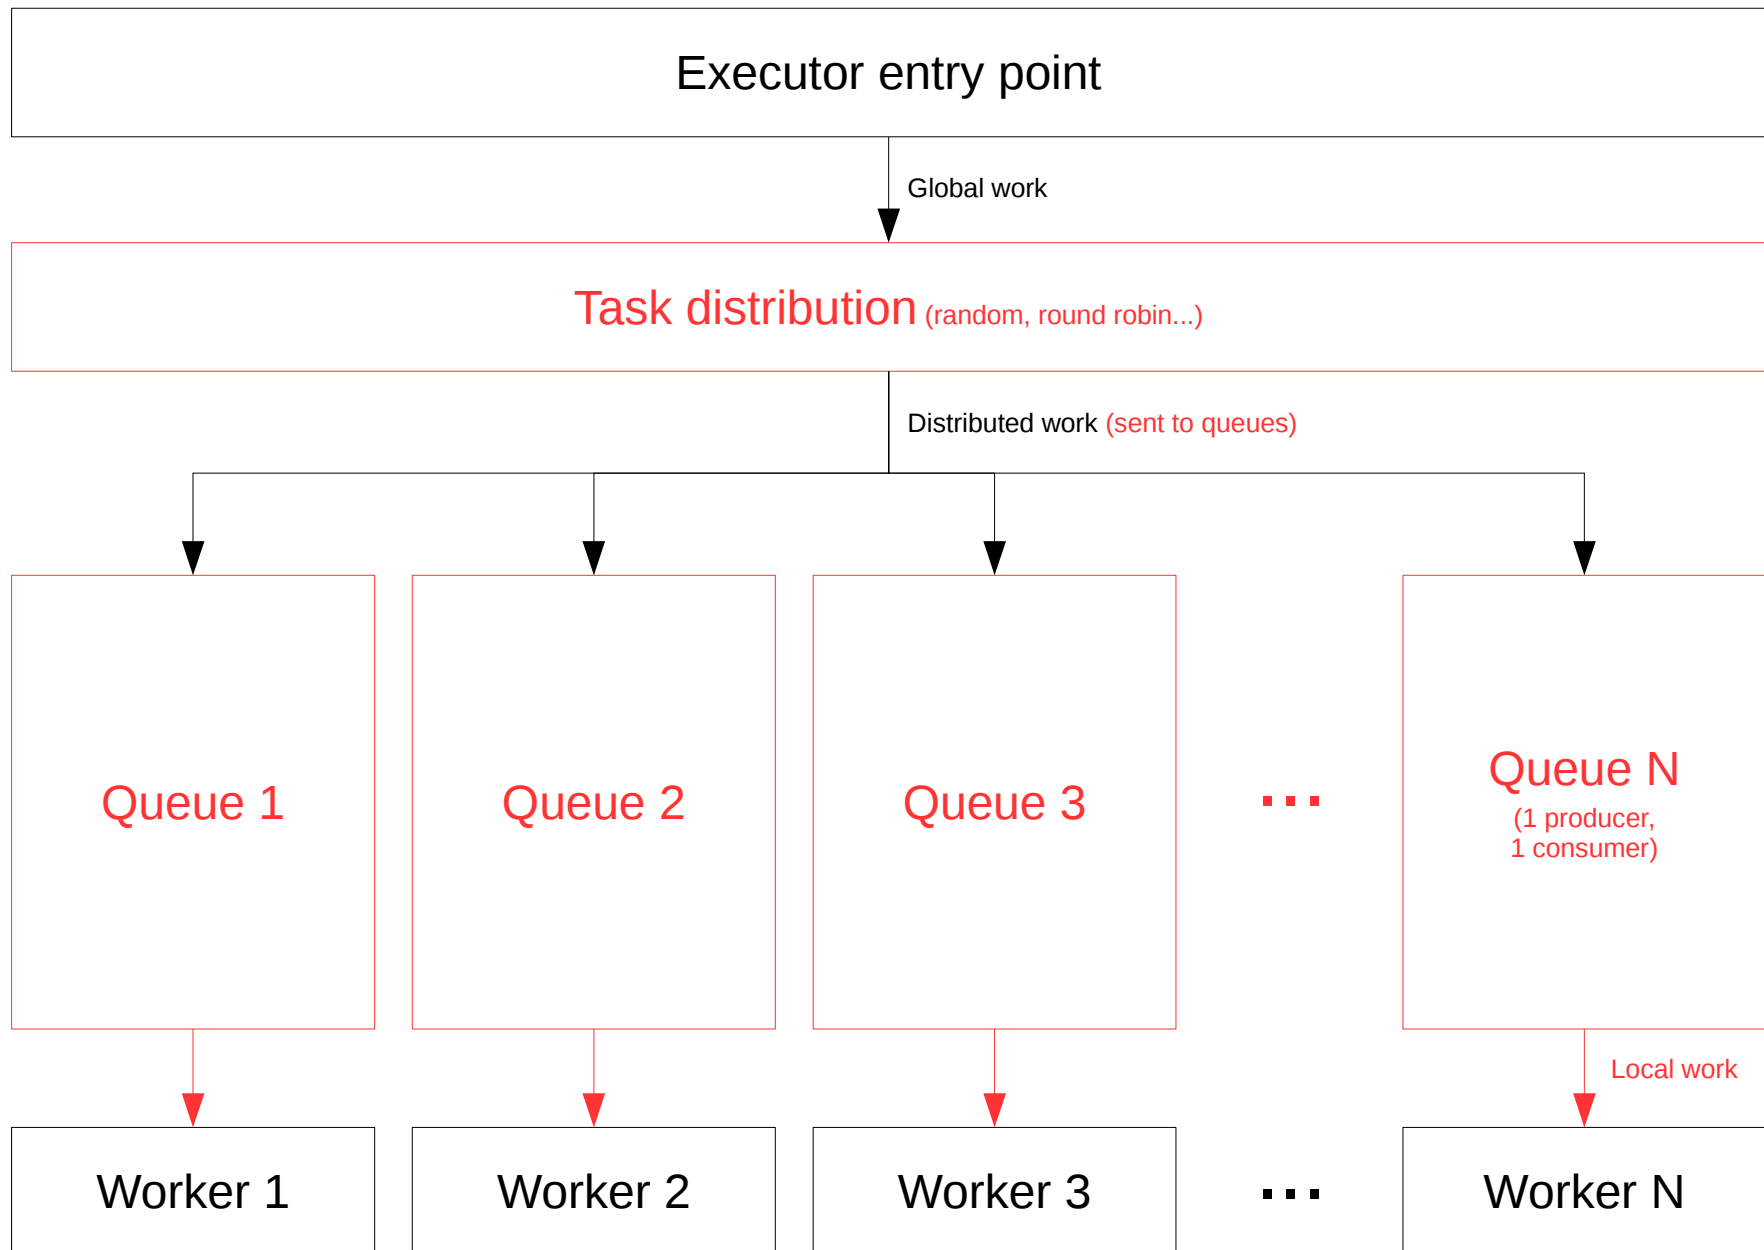 Executor entry point
Global work
Task distribution (random, round robin...)
Distributed work (sent to queues)
Queue 1
Queue 2
Queue 3
...
Queue N
(1 producer,
1 consumer)
Local work
Worker 1
Worker 2
Worker 3
...
Worker N